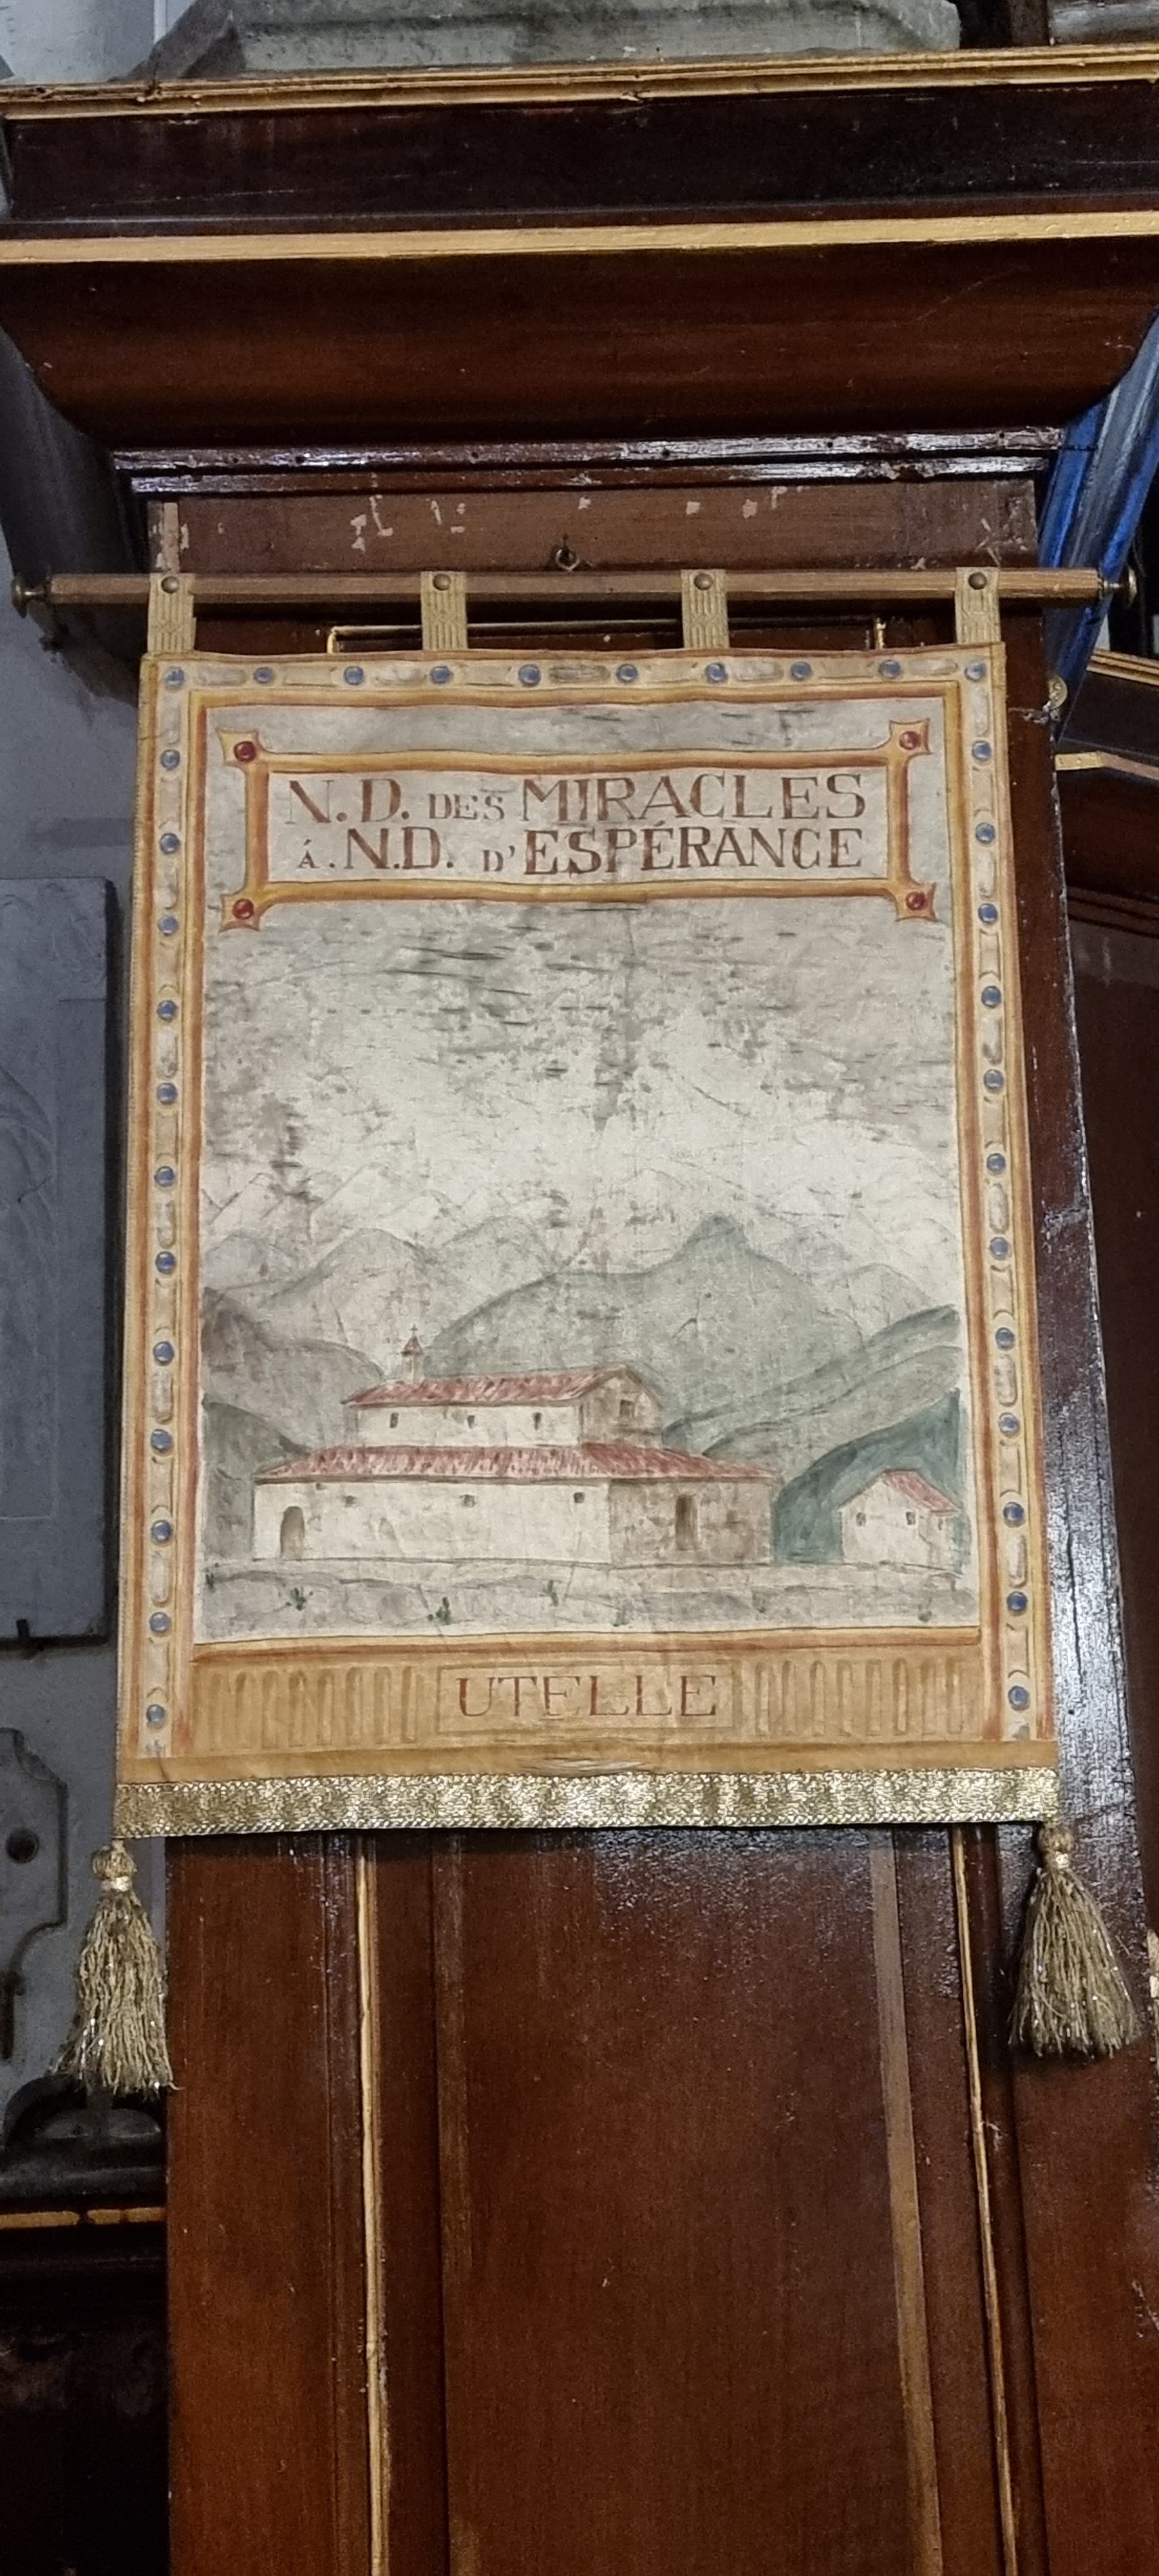 N.D. DES MIRACLES
Á. N.D. D'ESPÉRANCE
UTELLE